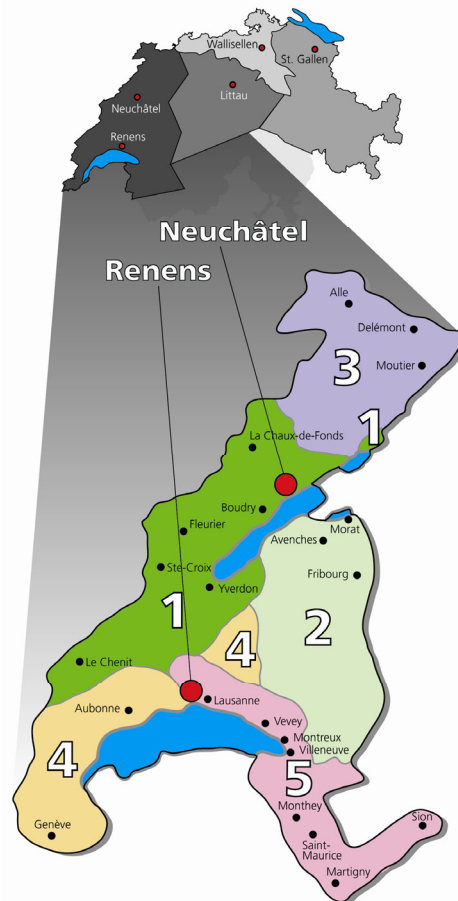 Wallisellen
St. Gallen
Neuchâtel
Littau
Renens
Neuchâtel
Renens
Alle
Delémont
3
Moutier
1
La Chaux-de-Fonds
Boudry
Fleurier
Morat
Avenches
Ste-Croix
Fribourg
Yverdon
1
2
4
Le Chenit
Lausanne
Aubonne
Vevey
Montreux
Villeneuve
4
5
Monthey
Genève
Sion
Saint-
Maurice
Martigny